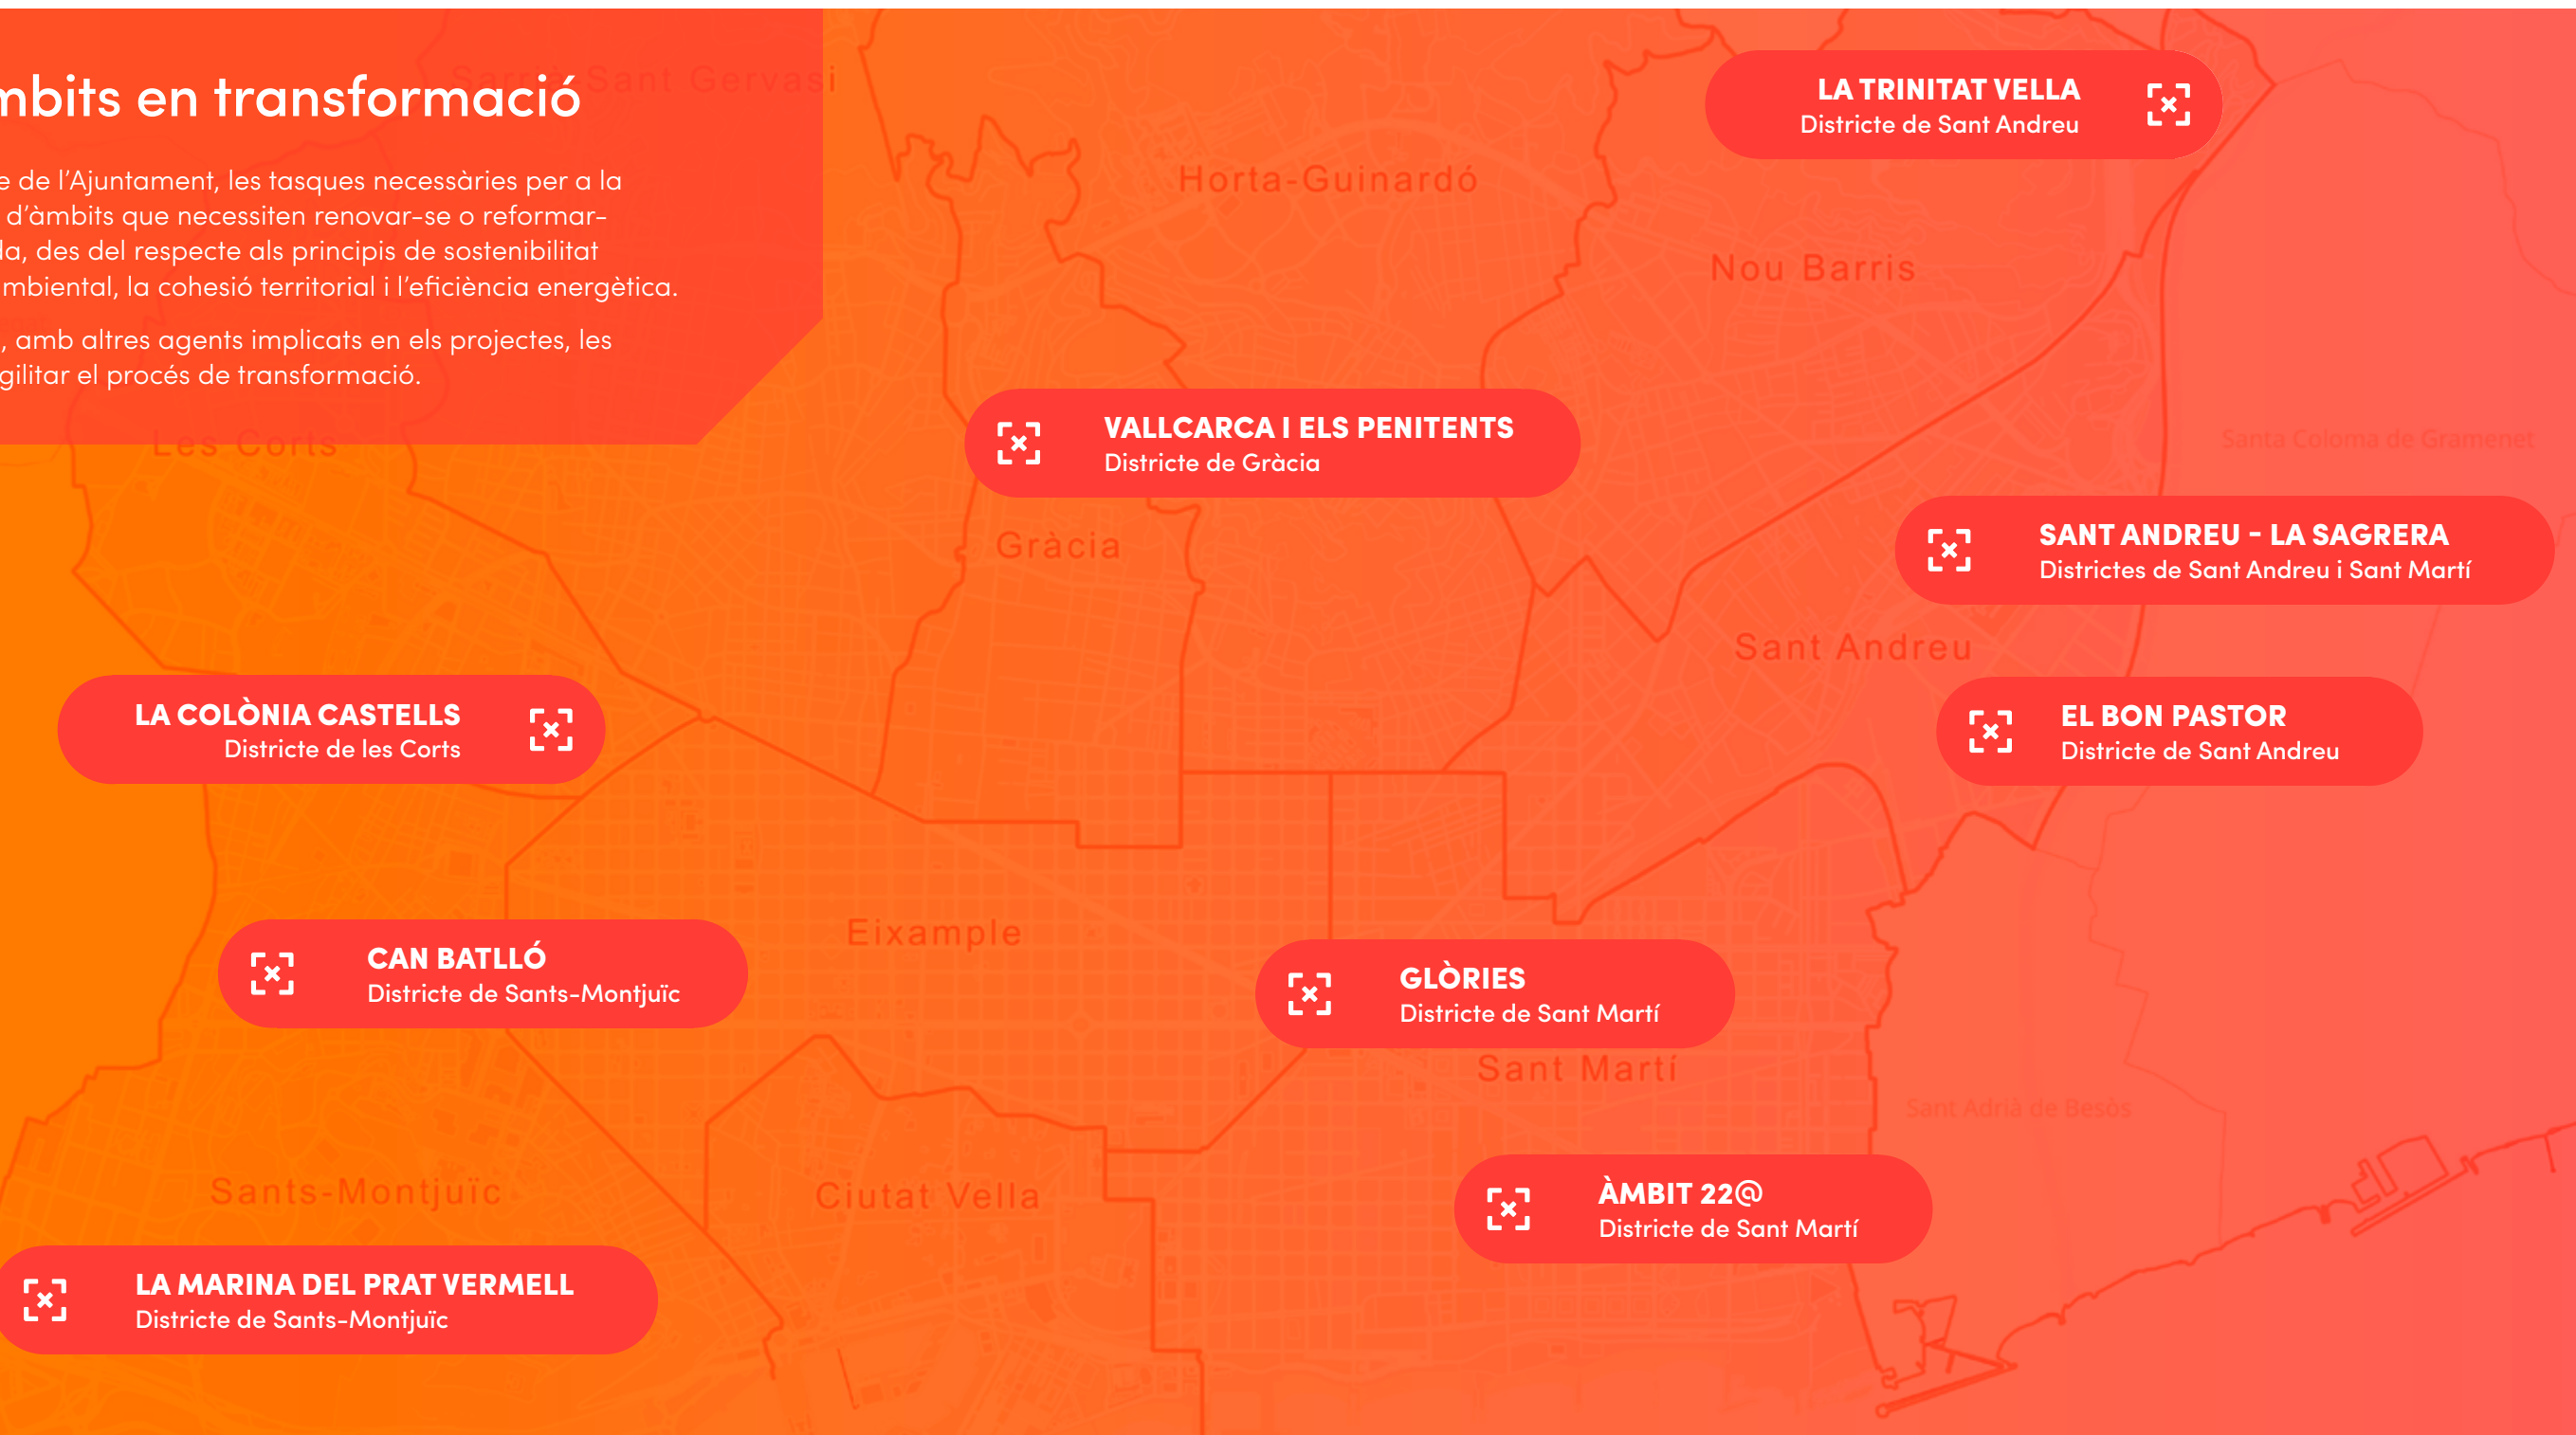 mbits en transformació
e de l'Ajuntament, les tasques necessàries per a la
d'àmbits que necessiten renovar-se o reformar-
da, des del respecte als principis de sostenibilitat
mbiental, la cohesió territorial i l'eficiència energètica.
, amb altres agents implicats en els projectes, les
gilitar el procés de transformació.
Sarrià-Sant Gervasi
LA TRINITAT VELLA
Districte de Sant Andreu
Horta-Guinardó
Nou Barris
Les Corts
VALLCARCA I ELS PENITENTS
Districte de Gràcia
Santa Coloma de Gramenet
Gràcia
SANT ANDREU - LA SAGRERA
Districtes de Sant Andreu i Sant Martí
Sant Andreu
LA COLÒNIA CASTELLS
Districte de les Corts
EL BON PASTOR
Districte de Sant Andreu
Eixample
CAN BATLLÓ
Districte de Sants-Montjuïc
GLÒRIES
Districte de Sant Martí
Sant Martí
Sant Adrià de Besòs
Sants-Montjuïc
Ciutat Vella
ÀMBIT 22@
Districte de Sant Martí
LA MARINA DEL PRAT VERMELL
Districte de Sants-Montjuïc